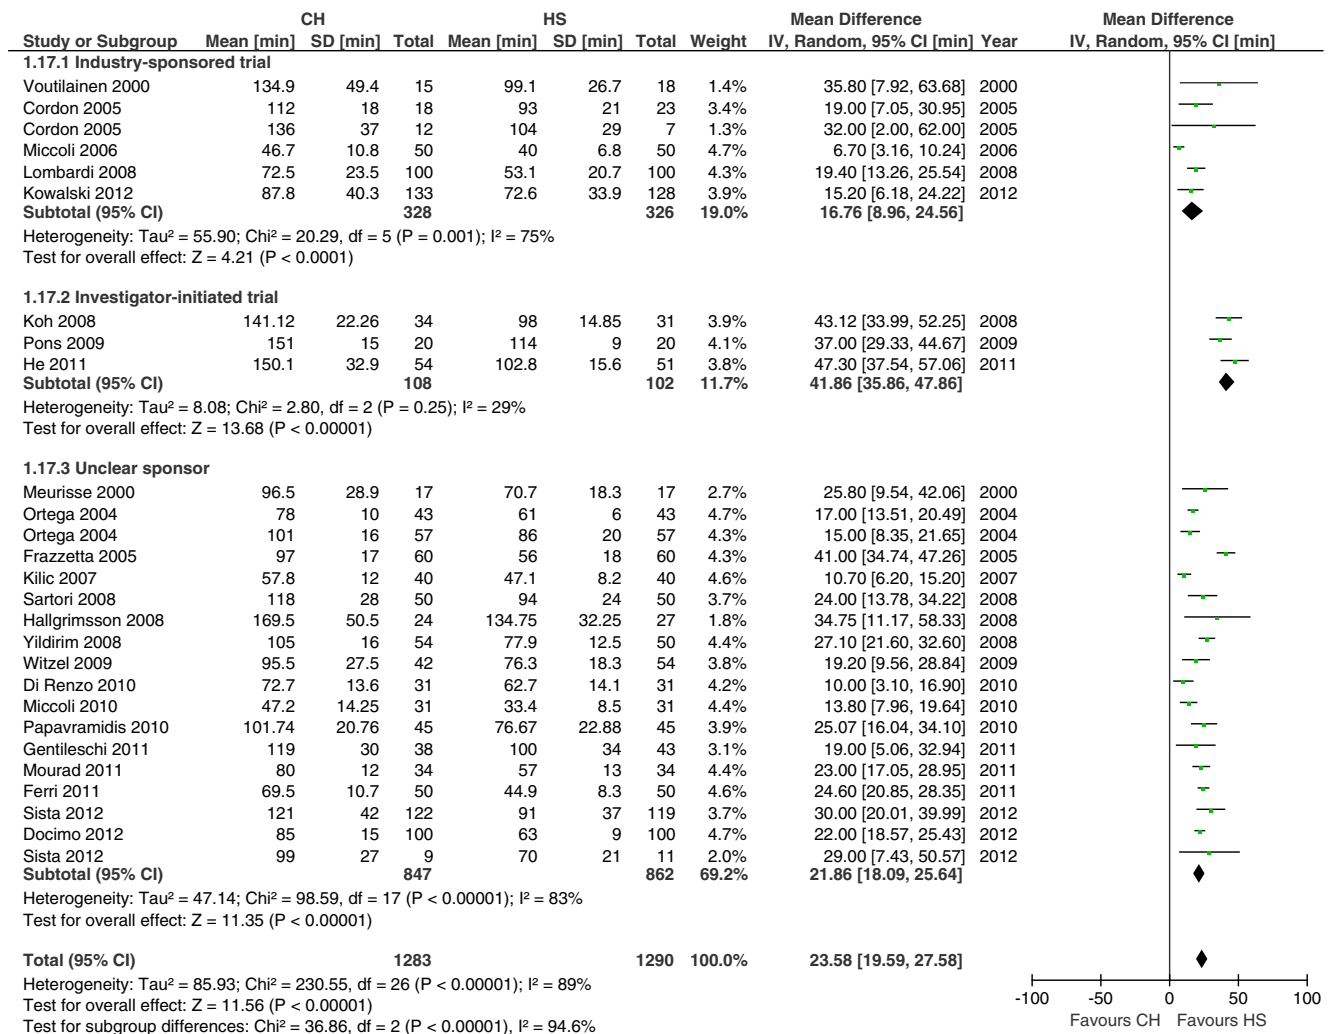 CH HS Mean Difference Mean Difference
Study or Subgroup Mean [min] SD [min] Total Mean [min] SD [min] Total Weight IV, Random, 95% CI [min] Year IV, Random, 95% CI [min]
1.17.1 Industry-sponsored trial
Voutilainen 2000 134.9 49.4 15 99.1 26.7 18 1.4% 35.80 [7.92, 63.68] 2000
Cordon 2005 112 18 18 93 21 23 3.4% 19.00 [7.05, 30.95] 2005
Cordon 2005 136 37 12 104 29 7 1.3% 32.00 [2.00, 62.00] 2005
Miccoli 2006 46.7 10.8 50 40 6.8 50 4.7% 6.70 [3.16, 10.24] 2006
Lombardi 2008 72.5 23.5 100 53.1 20.7 100 4.3% 19.40 [13.26, 25.54] 2008
Kowalski 2012 87.8 40.3 133 72.6 33.9 128 3.9% 15.20 [6.18, 24.22] 2012
Subtotal (95% CI) 328 326 19.0% 16.76 [8.96, 24.56]
Heterogeneity: Tau² = 55.90; Chi² = 20.29, df = 5 (P = 0.001); I² = 75%
Test for overall effect: Z = 4.21 (P < 0.0001)
1.17.2 Investigator-initiated trial
Koh 2008 141.12 22.26 34 98 14.85 31 3.9% 43.12 [33.99, 52.25] 2008
Pons 2009 151 15 20 114 9 20 4.1% 37.00 [29.33, 44.67] 2009
He 2011 150.1 32.9 54 102.8 15.6 51 3.8% 47.30 [37.54, 57.06] 2011
Subtotal (95% CI) 108 102 11.7% 41.86 [35.86, 47.86]
Heterogeneity: Tau² = 8.08; Chi² = 2.80, df = 2 (P = 0.25); I² = 29%
Test for overall effect: Z = 13.68 (P < 0.00001)
1.17.3 Unclear sponsor
Meurisse 2000 96.5 28.9 17 70.7 18.3 17 2.7% 25.80 [9.54, 42.06] 2000
Ortega 2004 78 10 43 61 6 43 4.7% 17.00 [13.51, 20.49] 2004
Ortega 2004 101 16 57 86 20 57 4.3% 15.00 [8.35, 21.65] 2004
Frazzetta 2005 97 17 60 56 18 60 4.3% 41.00 [34.74, 47.26] 2005
Kilic 2007 57.8 12 40 47.1 8.2 40 4.6% 10.70 [6.20, 15.20] 2007
Sartori 2008 118 28 50 94 24 50 3.7% 24.00 [13.78, 34.22] 2008
Hallgrimsson 2008 169.5 50.5 24 134.75 32.25 27 1.8% 34.75 [11.17, 58.33] 2008
Yildirim 2008 105 16 54 77.9 12.5 50 4.4% 27.10 [21.60, 32.60] 2008
Witzel 2009 95.5 27.5 42 76.3 18.3 54 3.8% 19.20 [9.56, 28.84] 2009
Di Renzo 2010 72.7 13.6 31 62.7 14.1 31 4.2% 10.00 [3.10, 16.90] 2010
Miccoli 2010 47.2 14.25 31 33.4 8.5 31 4.4% 13.80 [7.96, 19.64] 2010
Papavramidis 2010 101.74 20.76 45 76.67 22.88 45 3.9% 25.07 [16.04, 34.10] 2010
Gentileschi 2011 119 30 38 100 34 43 3.1% 19.00 [5.06, 32.94] 2011
Mourad 2011 80 12 34 57 13 34 4.4% 23.00 [17.05, 28.95] 2011
Ferri 2011 69.5 10.7 50 44.9 8.3 50 4.6% 24.60 [20.85, 28.35] 2011
Sista 2012 121 42 122 91 37 119 3.7% 30.00 [20.01, 39.99] 2012
Docimo 2012 85 15 100 63 9 100 4.7% 22.00 [18.57, 25.43] 2012
Sista 2012 99 27 9 70 21 11 2.0% 29.00 [7.43, 50.57] 2012
Subtotal (95% CI) 847 862 69.2% 21.86 [18.09, 25.64]
Heterogeneity: Tau² = 47.14; Chi² = 98.59, df = 17 (P < 0.00001); I² = 83%
Test for overall effect: Z = 11.35 (P < 0.00001)
Total (95% CI) 1283 1290 100.0% 23.58 [19.59, 27.58]
Heterogeneity: Tau² = 85.93; Chi² = 230.55, df = 26 (P < 0.00001); I² = 89%
Test for overall effect: Z = 11.56 (P < 0.00001)
Test for subgroup differences: Chi² = 36.86, df = 2 (P < 0.00001), I² = 94.6%
-100 -50 0 50 100
Favours CH Favours HS